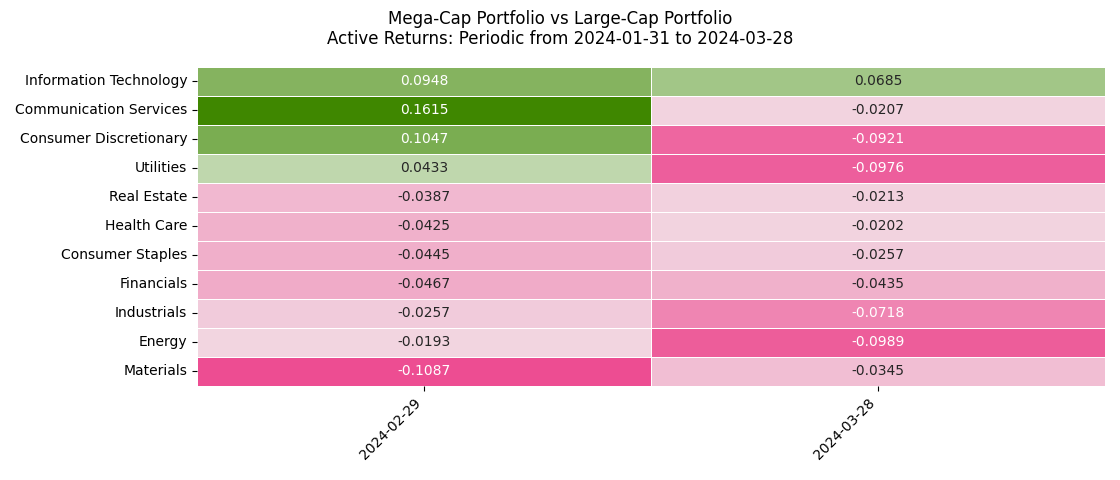 Mega-Cap Portfolio vs Large-Cap Portfolio
Active Returns: Periodic from 2024-01-31 to 2024-03-28
Information Technology 0.0948 0.0685
Communication Services 0.1615 -0.0207
Consumer Discretionary 0.1047 -0.0921
Utilities 0.0433 -0.0976
Real Estate -0.0387 -0.0213
Health Care -0.0425 -0.0202
Consumer Staples -0.0445 -0.0257
Financials -0.0467 -0.0435
Industrials -0.0257 -0.0718
Energy -0.0193 -0.0989
Materials -0.1087 -0.0345
2024-02-29 2024-03-28